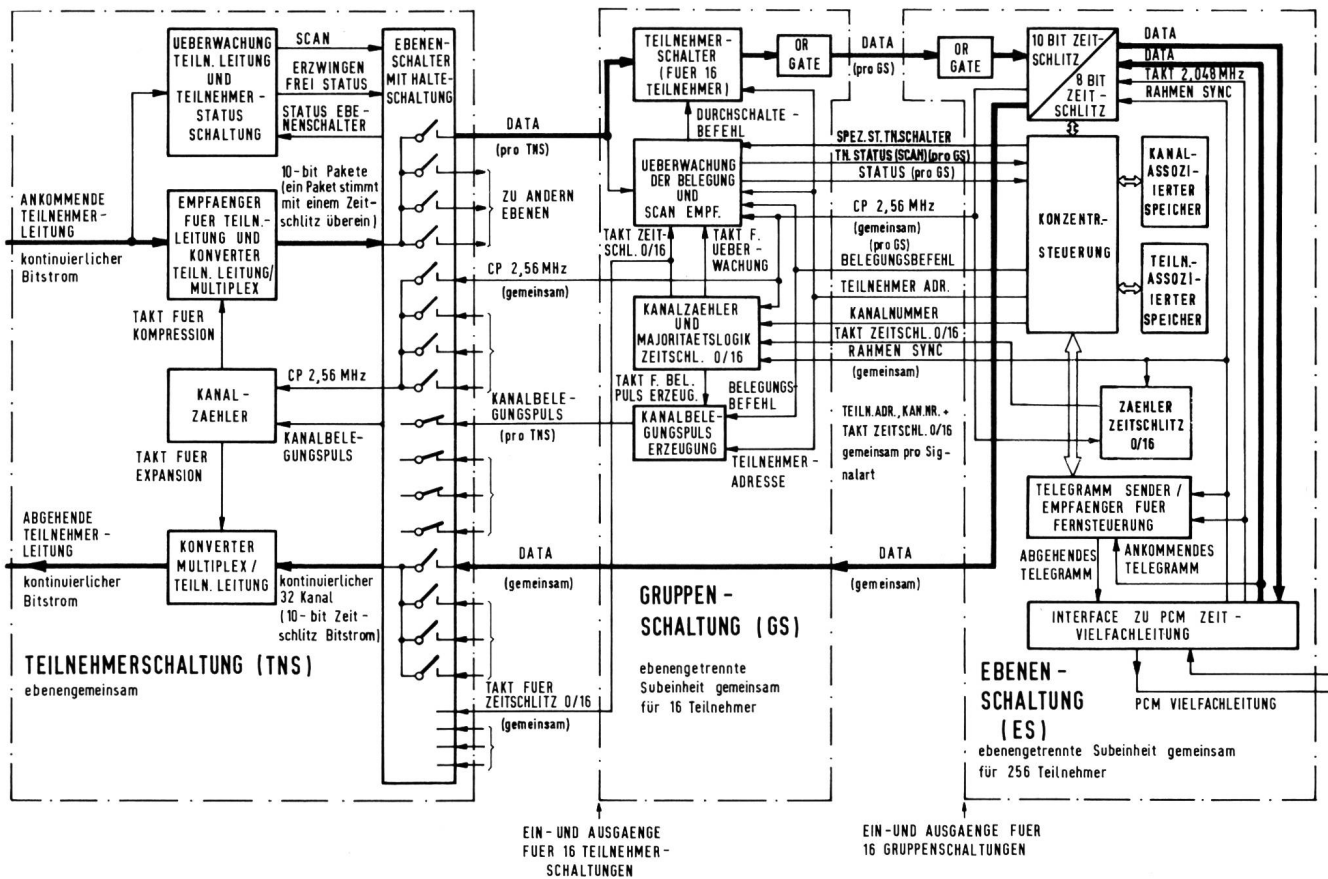 UEBERWACHUNG
TEILN. LEITUNG
UND
TEILNEHMER-
STATUS
SCHALTUNG
SCAN
ERZWINGEN
FREI STATUS
STATUS EBE-
NENSCHALTER
EBENEN-
SCHALTER
MIT HALTE-
SCHALTUNG
ANKOMMENDE
TEILNEHMER-
LEITUNG
kontinuierlicher
Bitstrom
EMPFAENGER
FUER TEILN.-
LEITUNG UND
KONVERTER
TEILN. LEITUNG/
MULTIPLEX
10-bit Pakete
(ein Paket stimmt
mit einem Zeit-
schlitz überein)
TAKT FUER
KOMPRESSION
KANAL-
ZAEHLER
CP 2,56 MHz
KANALBELE-
GUNGSPULS
TAKT FUER
EXPANSION
ABGEHENDE
TEILNEHMER-
LEITUNG
kontinuierlicher
Bitstrom
KONVERTER
MULTIPLEX/
TEILN. LEITUNG
kontinuierlicher
32 Kanal
(10-bit Zeit-
schlitz Bitstrom)
TEILNEHMERSCHALTUNG (TNS)
ebenengemeinsam
DATA
(pro TNS)
ZU ANDERN
EBENEN
CP 2,56 MHz
(gemeinsam)
KANALBELE-
GUNGSPULS
(pro TNS)
DATA
(gemeinsam)
TAKT FUER
ZEITSCHLITZ 0/16
(gemeinsam)
TEILNEHMER-
SCHALTER
(FUER 16
TEILNEHMER)
OR
GATE
DURCHSCHALTE-
BEFEHL
UEBERWACHUNG
DER BELEGUNG
UND
SCAN EMPF.
TAKT ZEIT-
SCHL. 0/16
TAKT F.
UEBER-
WACHUNG
KANALZAEHLER
UND
MAJORITAETSLOGIK
ZEITSCHL. 0/16
TAKT F. BEL.
PULS ERZEUG.
BELEGUNGS-
BEFEHL
KANALBELE-
GUNGSPULS
ERZEUGUNG
TEILNEHMER-
ADRESSE
GRUPPEN-
SCHALTUNG (GS)
ebenengetrennte
Subeinheit gemeinsam
für 16 Teilnehmer
DATA
(pro GS)
SPEZ. ST. TN.SCHALTER
TN. STATUS (SCAN) (pro GS)
STATUS (pro GS)
CP 2,56 MHz
(gemeinsam)
(pro GS)
BELEGUNGSBEFEHL
TEILNEHMER ADR.
KANALNUMMER
TAKT ZEITSCHL. 0/16
RAHMEN SYNC
(gemeinsam)
TEILN. ADR., KAN.NR. +
TAKT ZEITSCHL. 0/16
gemeinsam pro Sig-
nalart
DATA
(gemeinsam)
OR
GATE
10 BIT ZEIT-
SCHLITZ
8 BIT
ZEIT-
SCHLITZ
DATA
DATA
TAKT 2,048 MHz
RAHMEN SYNC
KONZENTR.-
STEUERUNG
KANAL-
ASSOZI-
IERTER
SPEICHER
TEILN.-
ASSOZI-
IERTER
SPEICHER
ZAEHLER
ZEITSCHLITZ
0/16
TELEGRAMM SENDER/
EMPFAENGER FUER
FERNSTEUERUNG
ABGEHENDES
TELEGRAMM
ANKOMMENDES
TELEGRAMM
INTERFACE ZU PCM ZEIT-
VIELFACHLEITUNG
PCM VIELFACHLEITUNG
EBENEN-
SCHALTUNG
(ES)
ebenengetrennte Subeinheit gemeinsam
für 256 Teilnehmer
EIN-UND AUSGAENGE
FUER 16 TEILNEHMER-
SCHALTUNGEN
EIN-UND AUSGAENGE FUER
16 GRUPPENSCHALTUNGEN